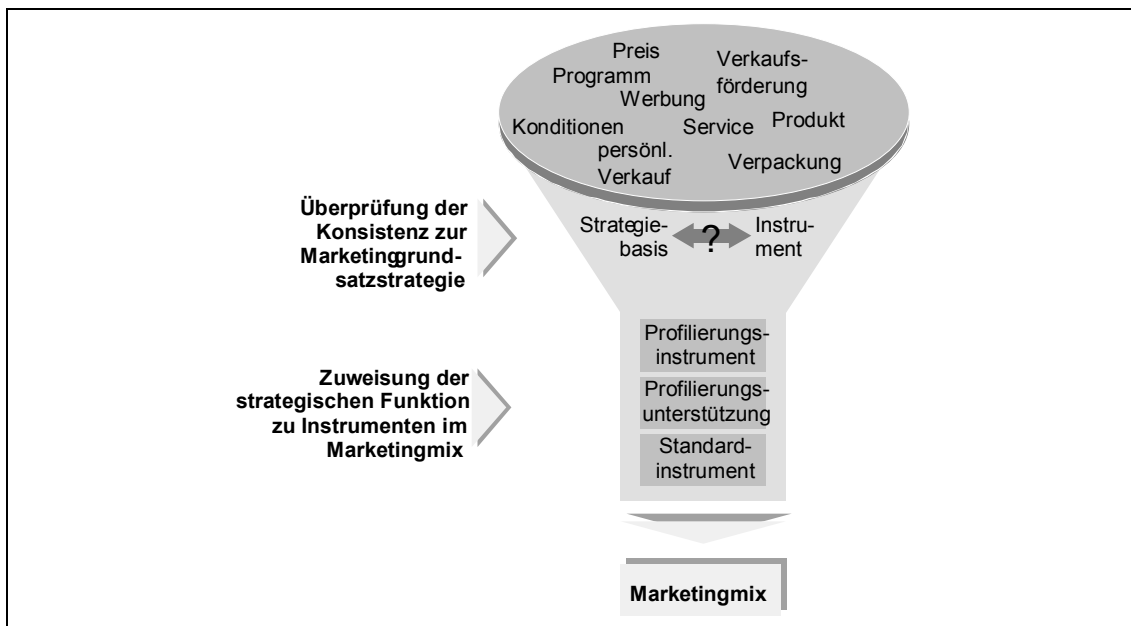 Preis
Verkaufs-
förderung
Programm
Werbung
Konditionen
Service
Produkt
persönl.
Verkauf
Verpackung
Überprüfung der
Konsistenz zur
Marketinggrund-
satzstrategie
Strategie-
basis
?
Instru-
ment
Zuweisung der
strategischen Funktion
zu Instrumenten im
Marketingmix
Profilierungs-
instrument
Profilierungs-
unterstützung
Standard-
instrument
Marketingmix